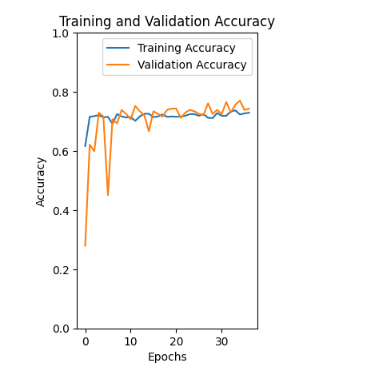 Training and Validation Accuracy
1.0
Training Accuracy
Validation Accuracy
0.8
0.6
Accuracy
0.4
0.2
0.0
0 10 20 30
Epochs